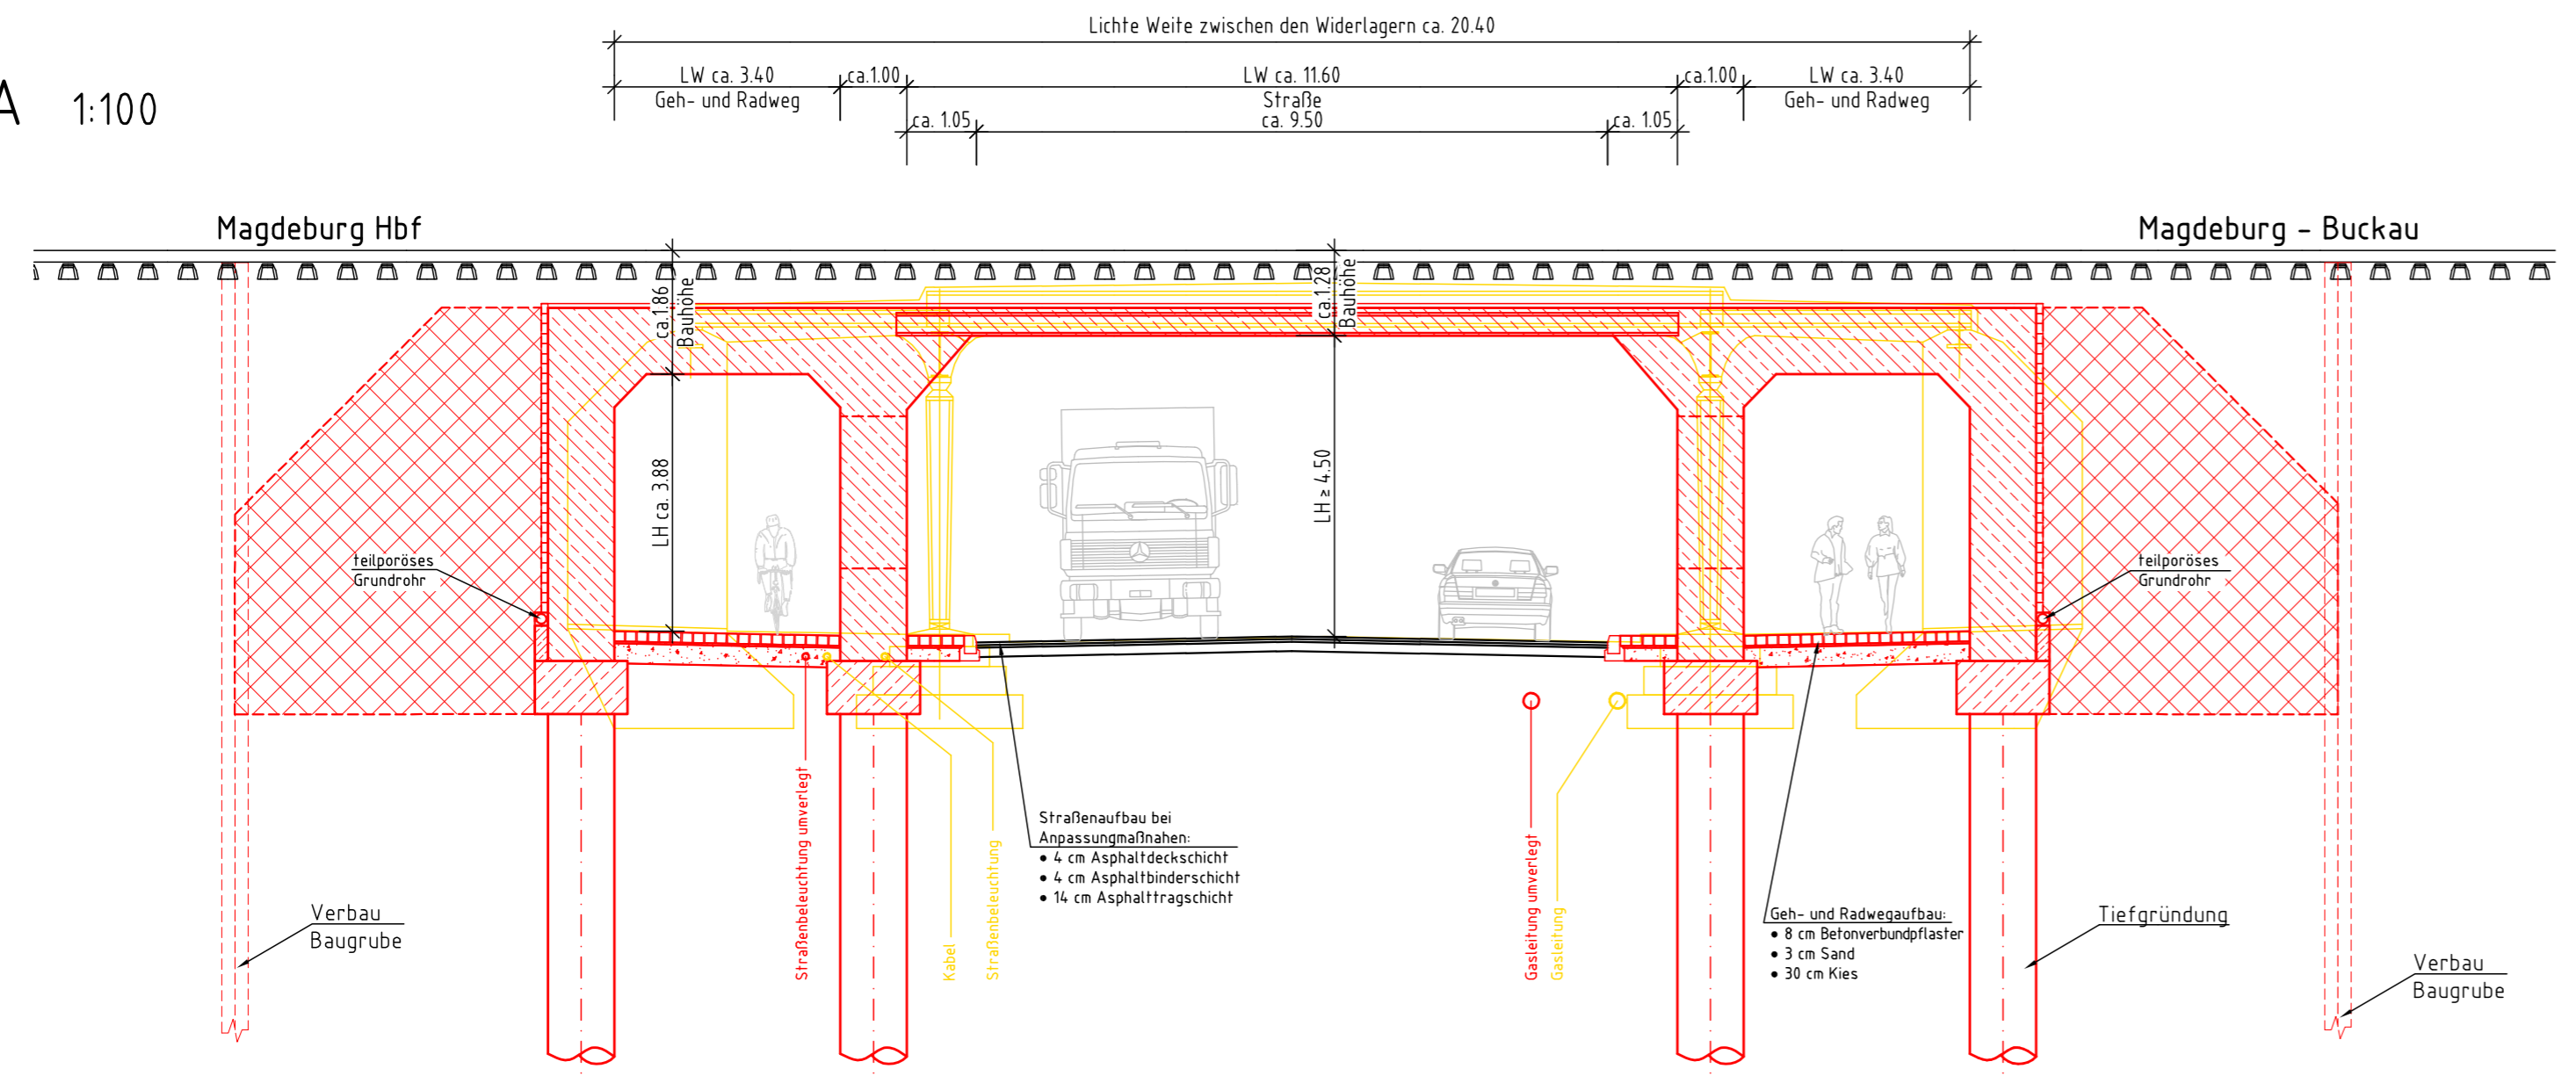 Lichte Weite zwischen den Widerlagern ca. 20.40
A 1:100
LW ca. 3.40
ca.1.00
LW ca. 11.60
ca.1.00
LW ca. 3.40
Geh- und Radweg
Straße
Geh- und Radweg
ca. 1.05
ca. 9.50
ca. 1.05
Magdeburg Hbf
Magdeburg - Buckau
ca.1.86
Bauhöhe
ca.1.28
Bauhöhe
LH ca. 3.88
LH ≥ 4.50
teilporöses
Grundrohr
teilporöses
Grundrohr
Straßenbeleuchtung umverlegt
Kabel
Straßenbeleuchtung
Straßenaufbau bei
Anpassungmaßnahen:
• 4 cm Asphaltdeckschicht
• 4 cm Asphaltbinderschicht
• 14 cm Asphalttragschicht
Gasleitung umverlegt
Gasleitung
Geh- und Radwegaufbau:
• 8 cm Betonverbundpflaster
• 3 cm Sand
• 30 cm Kies
Verbau
Baugrube
Tiefgründung
Verbau
Baugrube